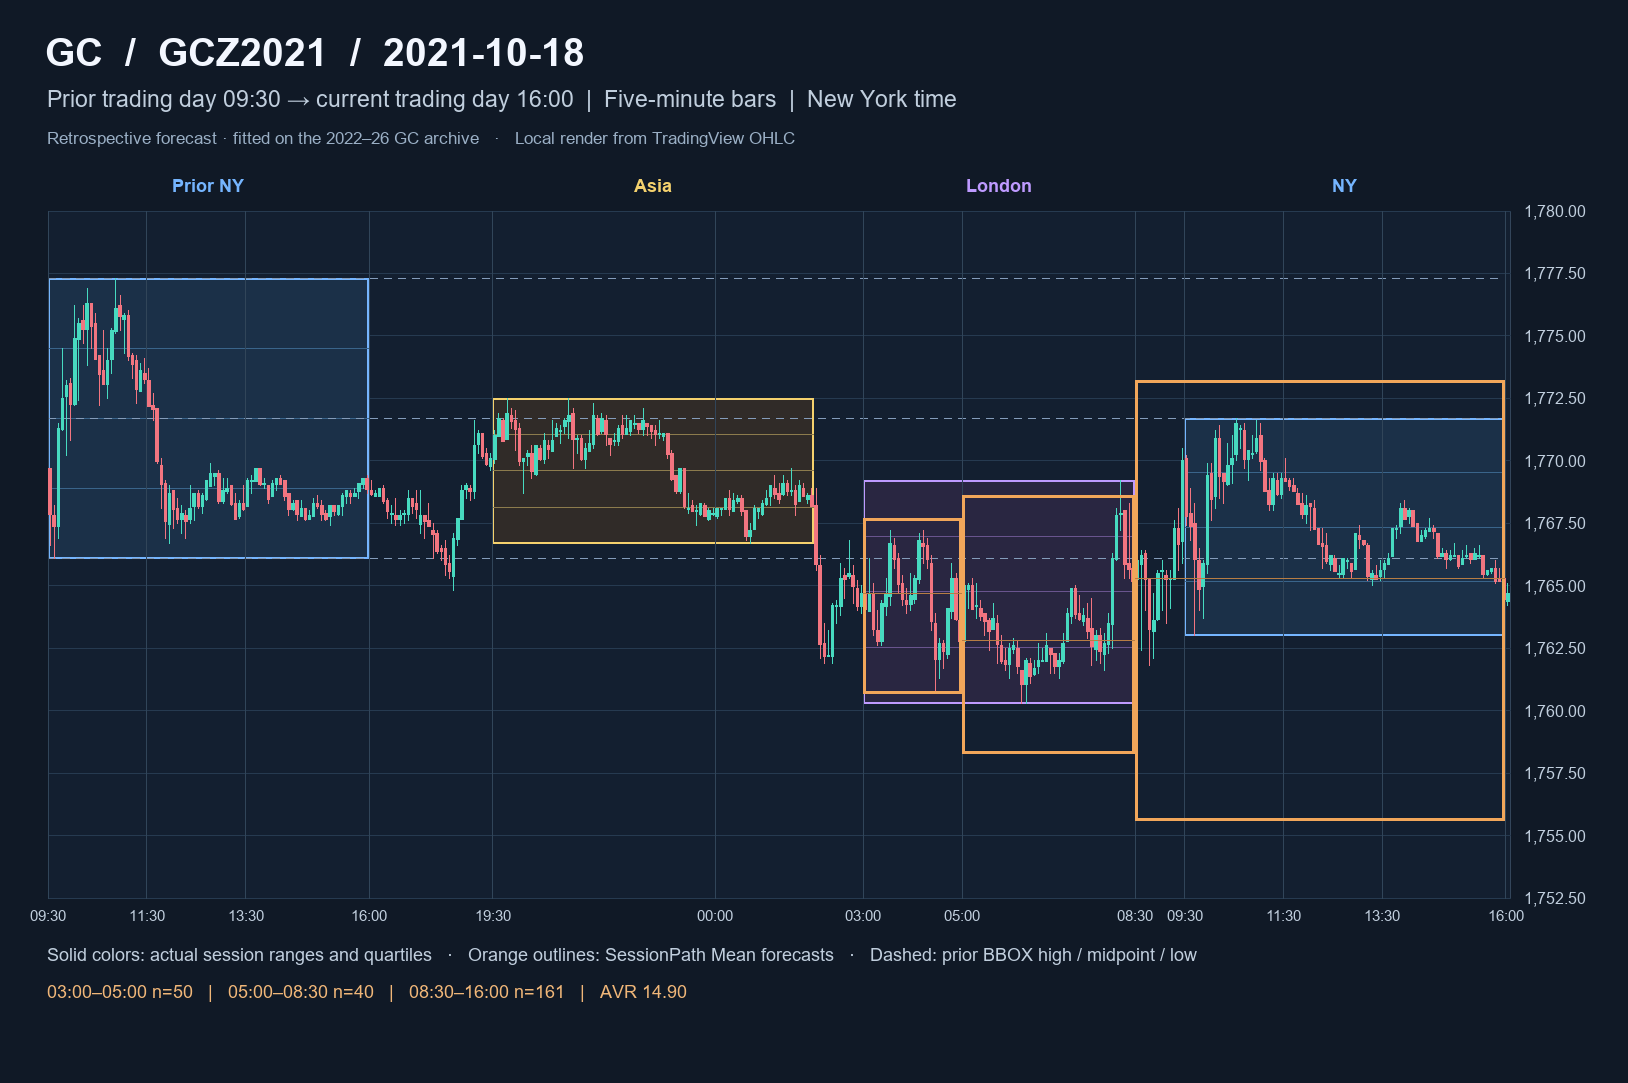 GC / GCZ2021 / 2021-10-18
Prior trading day 09:30 → current trading day 16:00 | Five-minute bars | New York time
Retrospective forecast · fitted on the 2022–26 GC archive · Local render from TradingView OHLC
Prior NY Asia London NY
1,780.00
1,777.50
1,775.00
1,772.50
1,770.00
1,767.50
1,765.00
1,762.50
1,760.00
1,757.50
1,755.00
1,752.50
09:30 11:30 13:30 16:00 19:30 00:00 03:00 05:00 08:30 09:30 11:30 13:30 16:00
Solid colors: actual session ranges and quartiles · Orange outlines: SessionPath Mean forecasts · Dashed: prior BBOX high / midpoint / low
03:00–05:00 n=50 | 05:00–08:30 n=40 | 08:30–16:00 n=161 | AVR 14.90